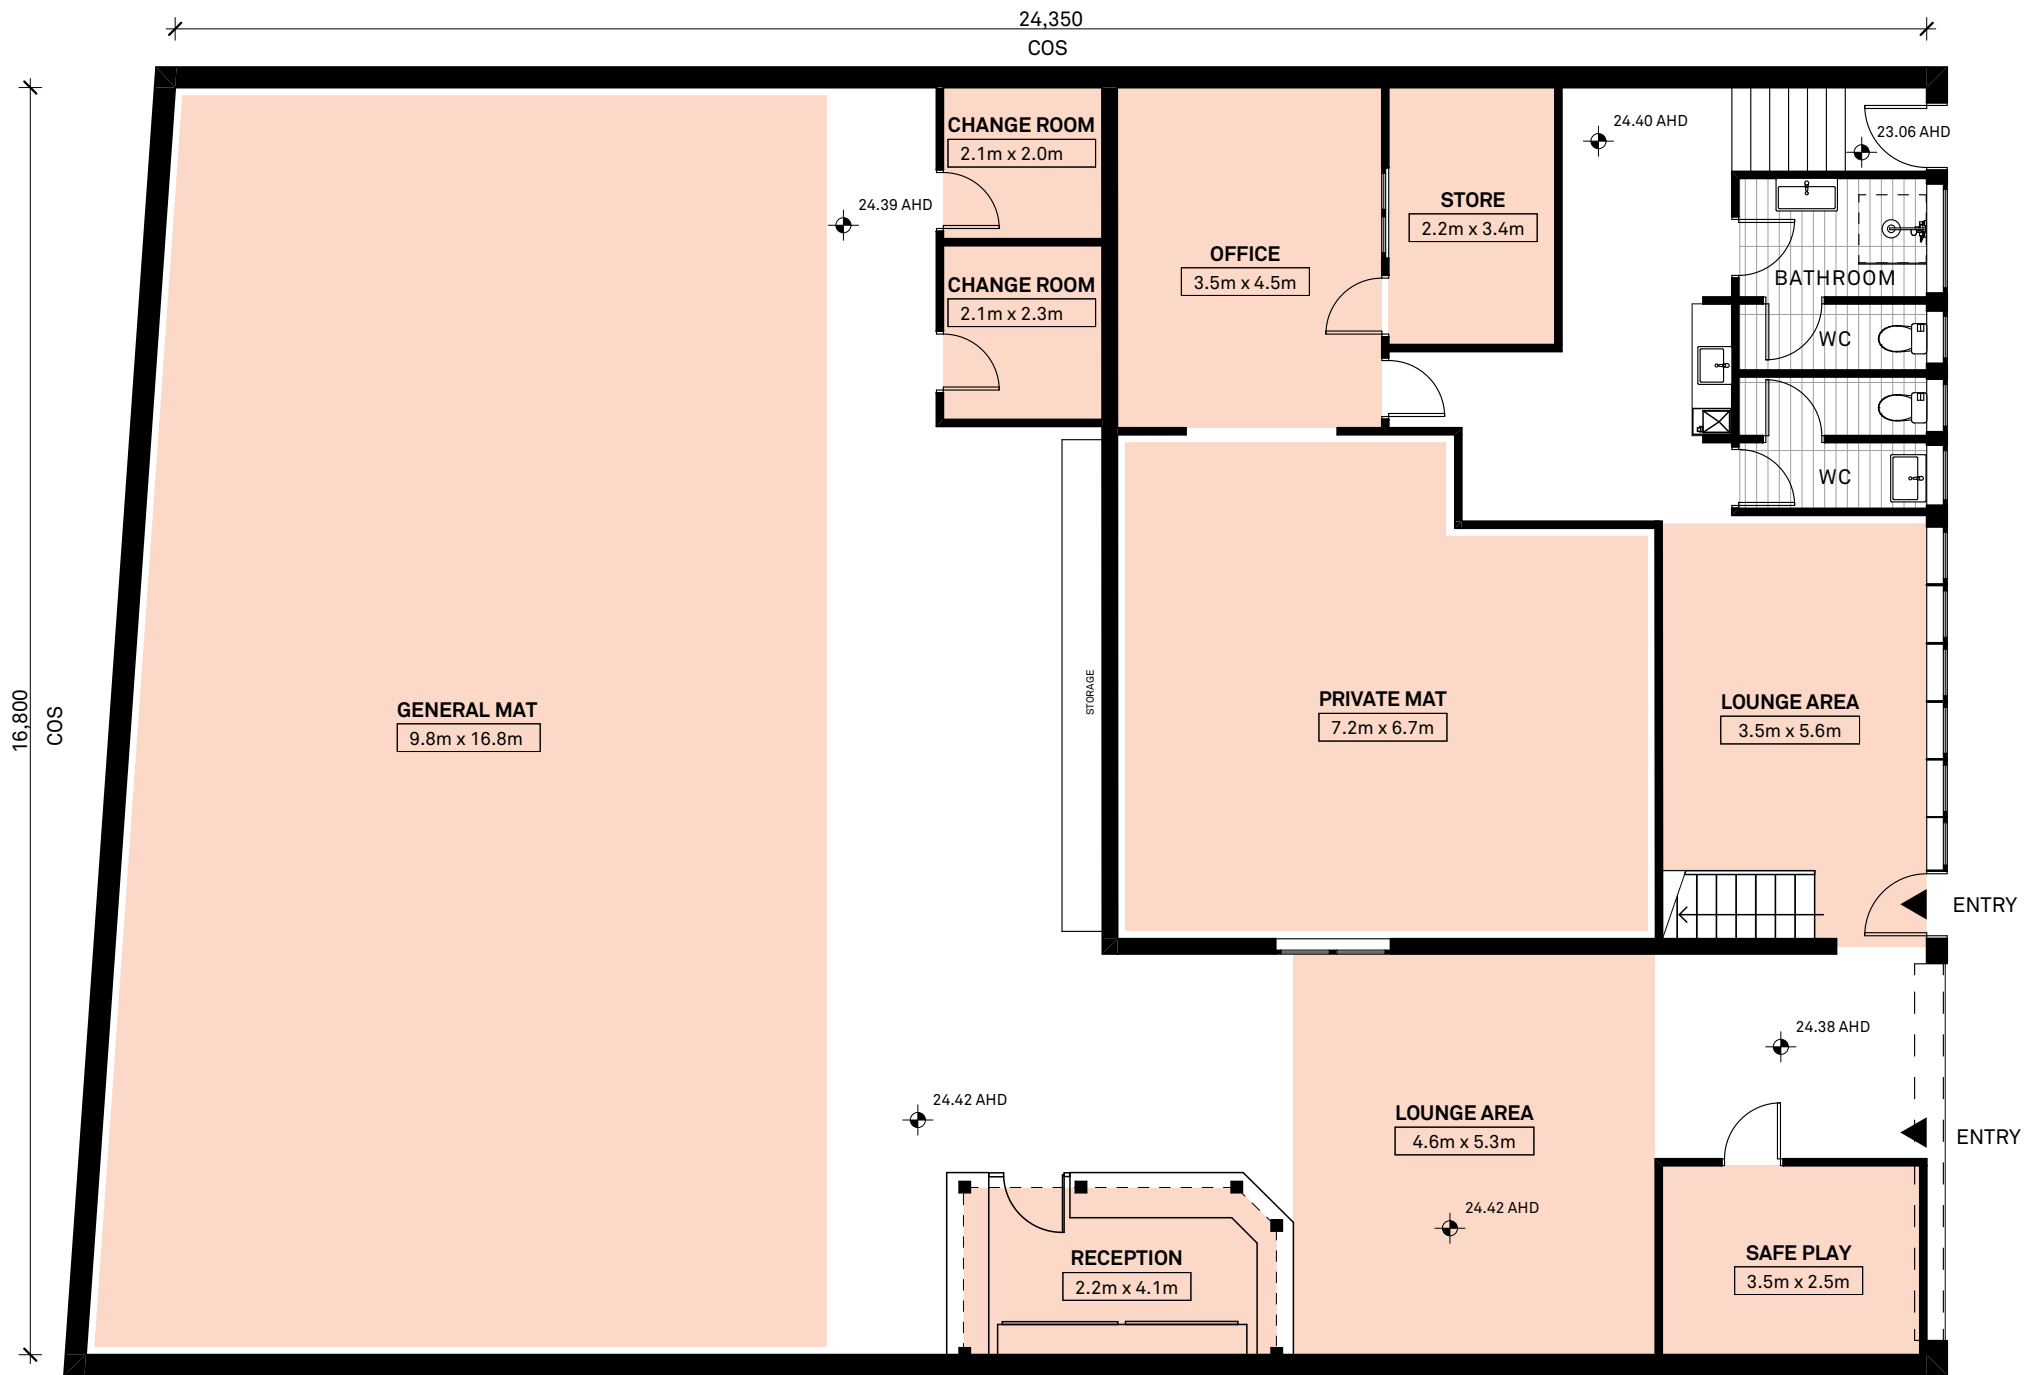 24,350
COS
16,800
COS
CHANGE ROOM
2.1m x 2.0m
24.39 AHD
CHANGE ROOM
2.1m x 2.3m
OFFICE
3.5m x 4.5m
STORE
2.2m x 3.4m
24.40 AHD
23.06 AHD
BATHROOM
WC
WC
GENERAL MAT
9.8m x 16.8m
STORAGE
PRIVATE MAT
7.2m x 6.7m
LOUNGE AREA
3.5m x 5.6m
ENTRY
24.38 AHD
24.42 AHD
LOUNGE AREA
4.6m x 5.3m
ENTRY
24.42 AHD
RECEPTION
2.2m x 4.1m
SAFE PLAY
3.5m x 2.5m